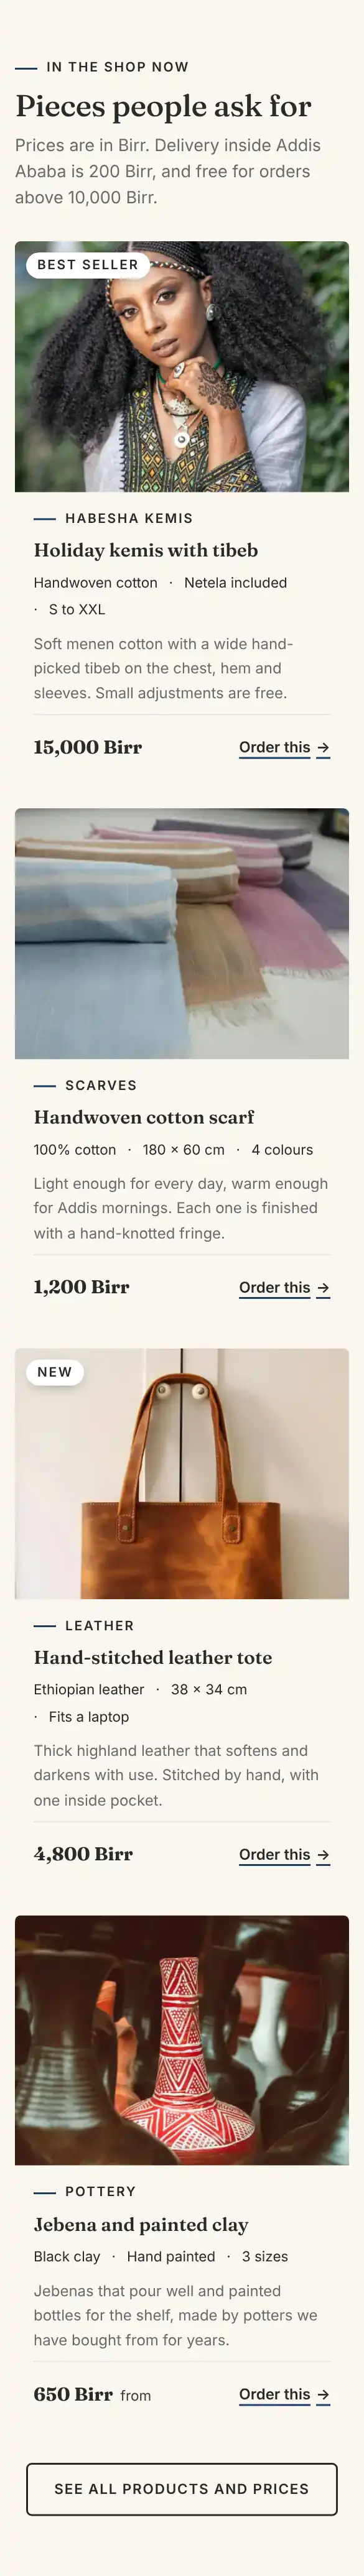 IN THE SHOP NOW
Pieces people ask for
Prices are in Birr. Delivery inside Addis
Ababa is 200 Birr, and free for orders
above 10,000 Birr.
BEST SELLER
HABESHA KEMIS
Holiday kemis with tibeb
Handwoven cotton · Netela included
· S to XXL
Soft menen cotton with a wide hand-
picked tibeb on the chest, hem and
sleeves. Small adjustments are free.
15,000 Birr Order this →
SCARVES
Handwoven cotton scarf
100% cotton · 180 × 60 cm · 4 colours
Light enough for every day, warm enough
for Addis mornings. Each one is finished
with a hand-knotted fringe.
1,200 Birr Order this →
NEW
LEATHER
Hand-stitched leather tote
Ethiopian leather · 38 × 34 cm
· Fits a laptop
Thick highland leather that softens and
darkens with use. Stitched by hand, with
one inside pocket.
4,800 Birr Order this →
POTTERY
Jebena and painted clay
Black clay · Hand painted · 3 sizes
Jebenas that pour well and painted
bottles for the shelf, made by potters we
have bought from for years.
650 Birr from Order this →
SEE ALL PRODUCTS AND PRICES